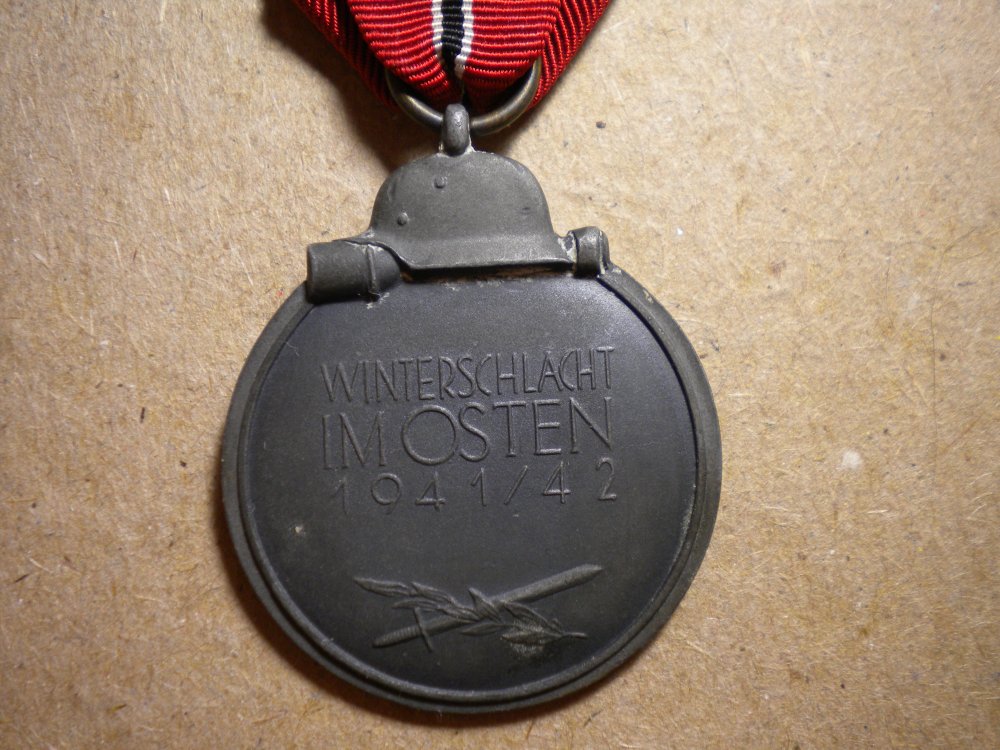 WINTERSCHLACHT
IM OSTEN
1941/42